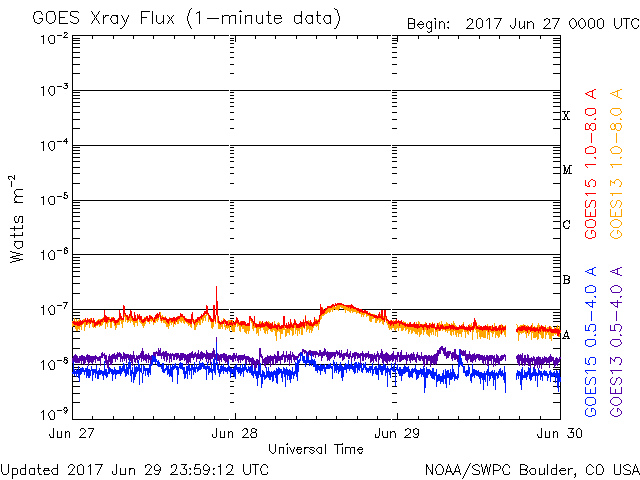 GOES Xray Flux (1-minute data)
Begin: 2017 Jun 27 0000 UTC
10⁻²
10⁻³
10⁻⁴
10⁻⁵
10⁻⁶
10⁻⁷
10⁻⁸
10⁻⁹
Watts m⁻²
X
M
C
B
A
GOES15 1.0-8.0 A
GOES13 1.0-8.0 A
GOES15 0.5-4.0 A
GOES13 0.5-4.0 A
Jun 27 Jun 28 Jun 29 Jun 30
Universal Time
Updated 2017 Jun 29 23:59:12 UTC
NOAA/SWPC Boulder, CO USA